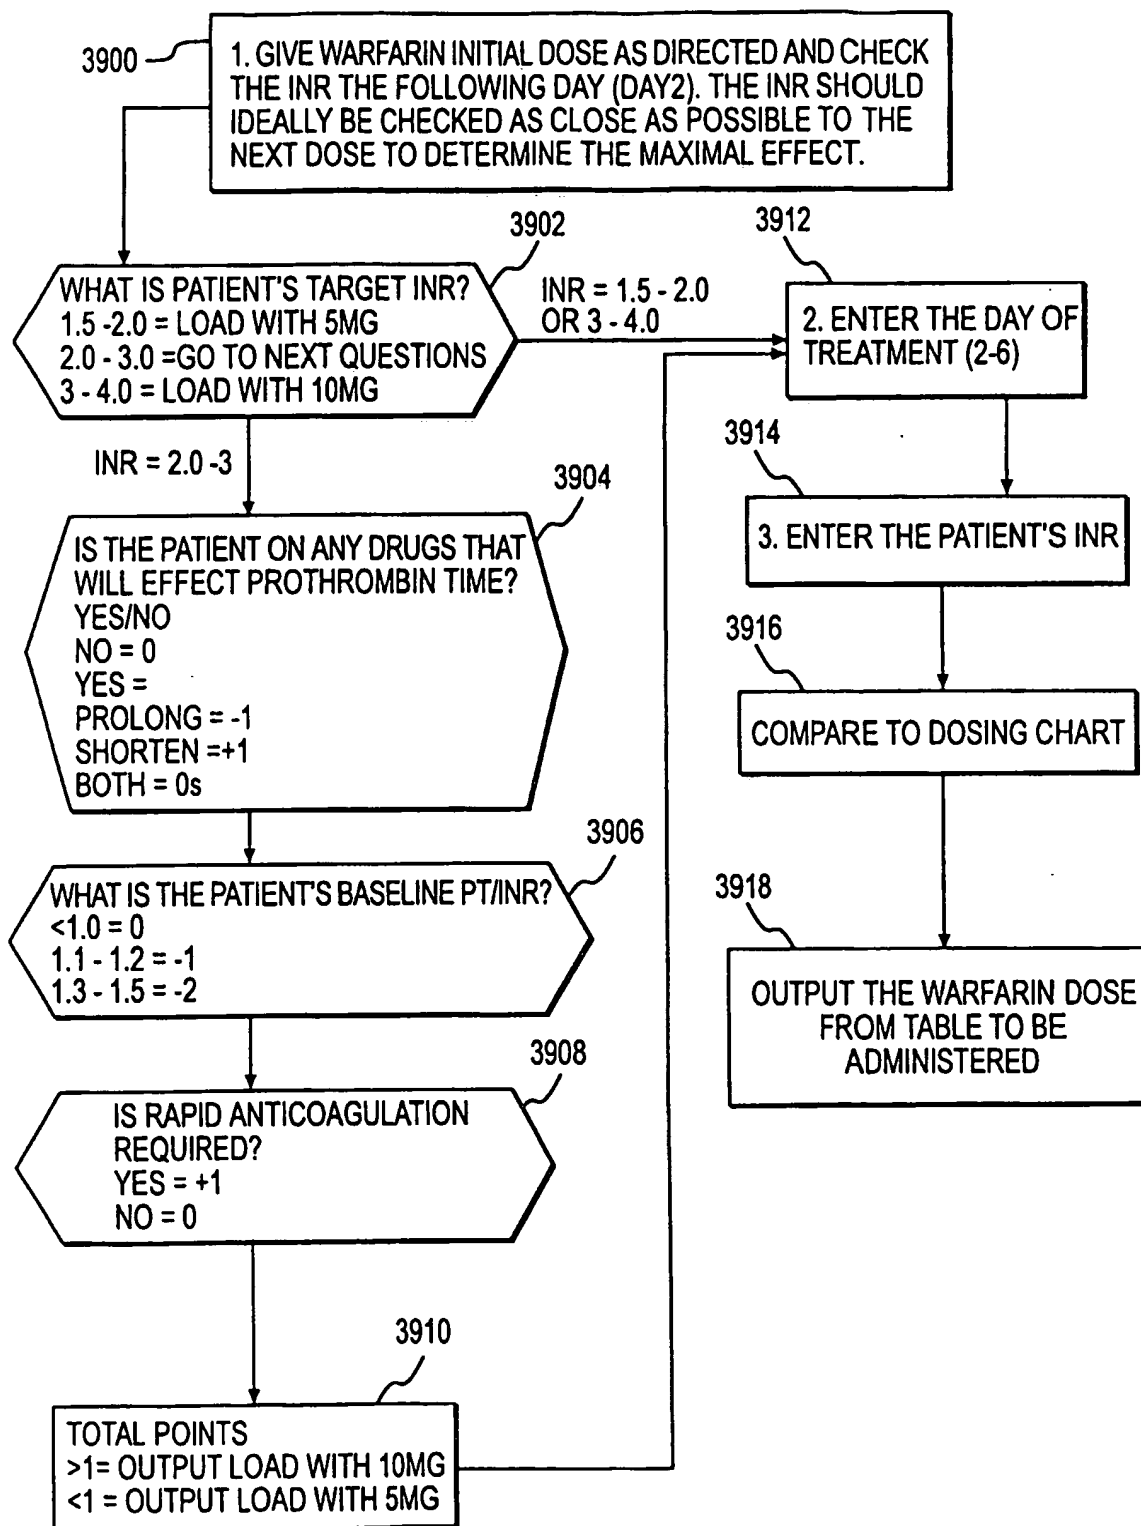 3900
1. GIVE WARFARIN INITIAL DOSE AS DIRECTED AND CHECK
THE INR THE FOLLOWING DAY (DAY2). THE INR SHOULD
IDEALLY BE CHECKED AS CLOSE AS POSSIBLE TO THE
NEXT DOSE TO DETERMINE THE MAXIMAL EFFECT.
3902
WHAT IS PATIENT'S TARGET INR?
1.5 -2.0 = LOAD WITH 5MG
2.0 - 3.0 =GO TO NEXT QUESTIONS
3 - 4.0 = LOAD WITH 10MG
INR = 1.5 - 2.0
OR 3 - 4.0
INR = 2.0 -3
3904
IS THE PATIENT ON ANY DRUGS THAT
WILL EFFECT PROTHROMBIN TIME?
YES/NO
NO = 0
YES =
PROLONG = -1
SHORTEN =+1
BOTH = 0s
3906
WHAT IS THE PATIENT'S BASELINE PT/INR?
<1.0 = 0
1.1 - 1.2 = -1
1.3 - 1.5 = -2
3908
IS RAPID ANTICOAGULATION
REQUIRED?
YES = +1
NO = 0
3910
TOTAL POINTS
>1= OUTPUT LOAD WITH 10MG
<1 = OUTPUT LOAD WITH 5MG
3912
2. ENTER THE DAY OF
TREATMENT (2-6)
3914
3. ENTER THE PATIENT'S INR
3916
COMPARE TO DOSING CHART
3918
OUTPUT THE WARFARIN DOSE
FROM TABLE TO BE
ADMINISTERED